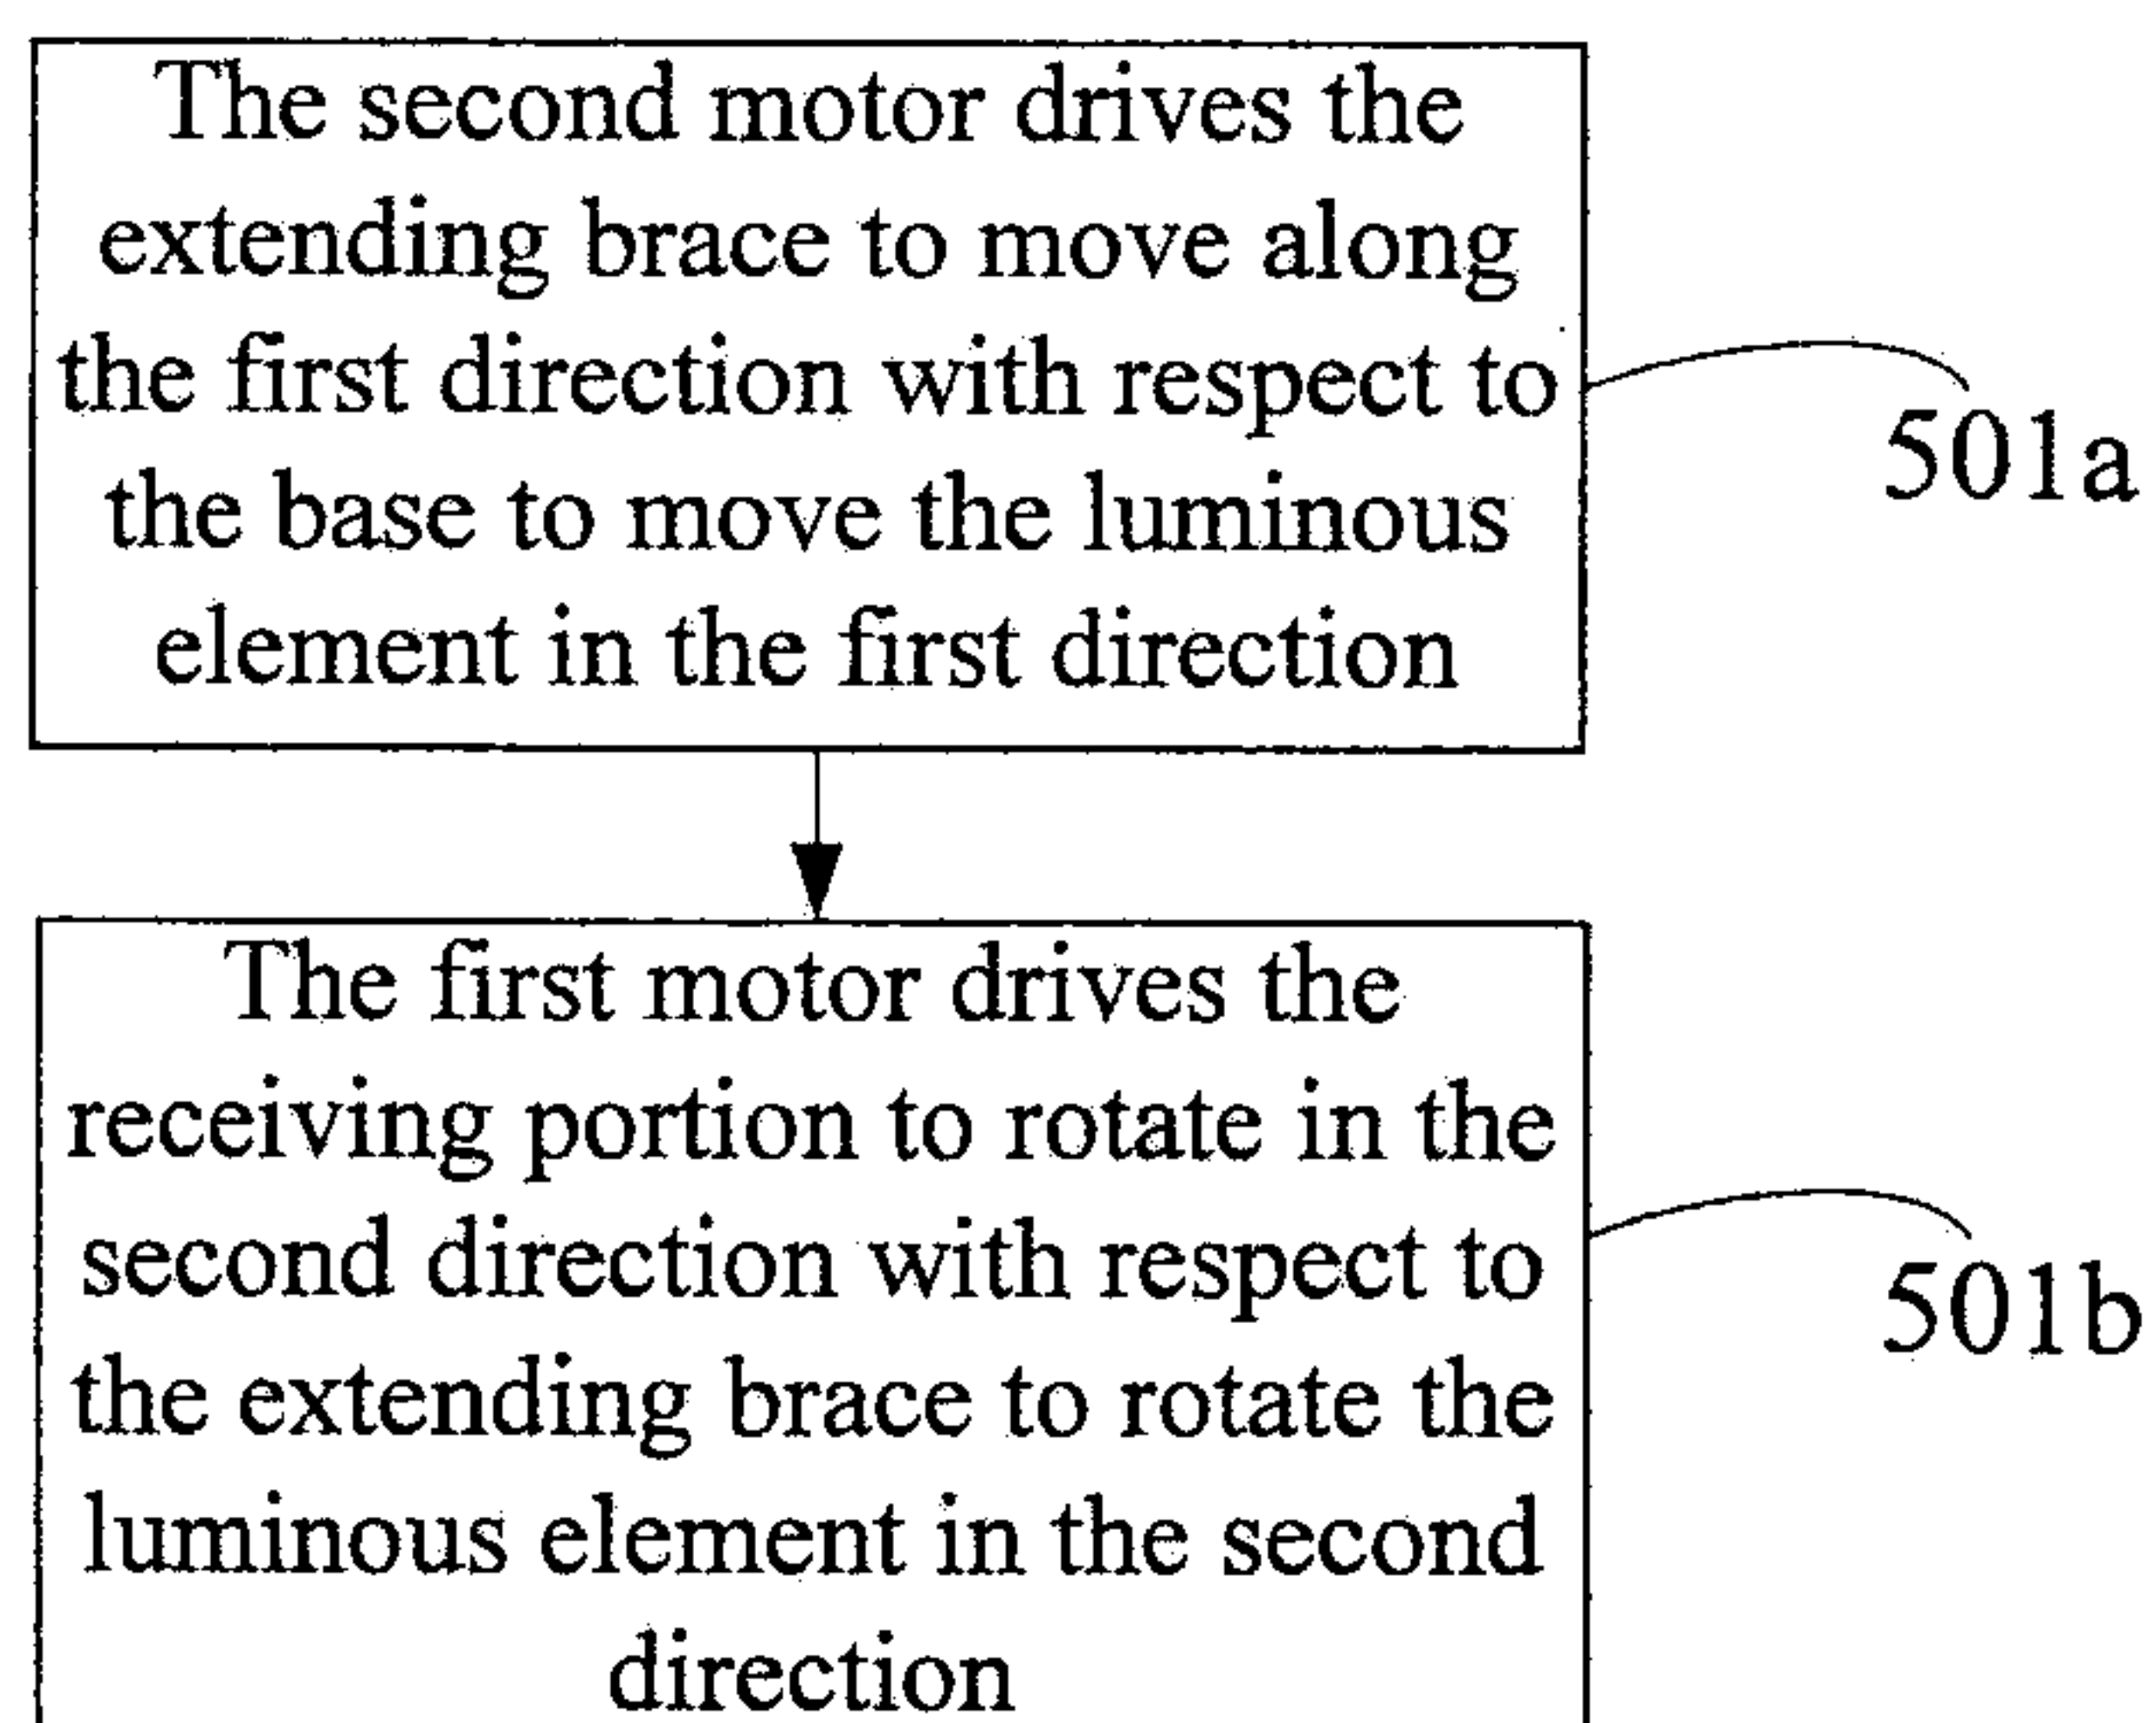 The second motor drives the
extending brace to move along
the first direction with respect to
the base to move the luminous
element in the first direction
501a
The first motor drives the
receiving portion to rotate in the
second direction with respect to
the extending brace to rotate the
luminous element in the second
direction
501b